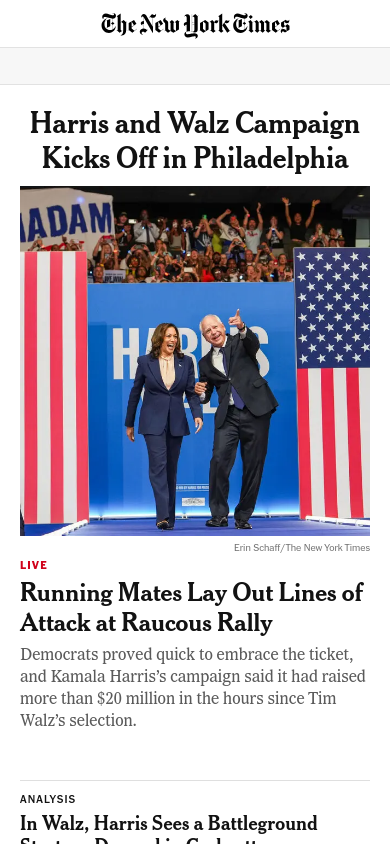 The New York Times
Harris and Walz Campaign
Kicks Off in Philadelphia
MADAM
HARRIS
Erin Schaff/The New York Times
LIVE
Running Mates Lay Out Lines of
Attack at Raucous Rally
Democrats proved quick to embrace the ticket,
and Kamala Harris’s campaign said it had raised
more than $20 million in the hours since Tim
Walz’s selection.
ANALYSIS
In Walz, Harris Sees a Battleground